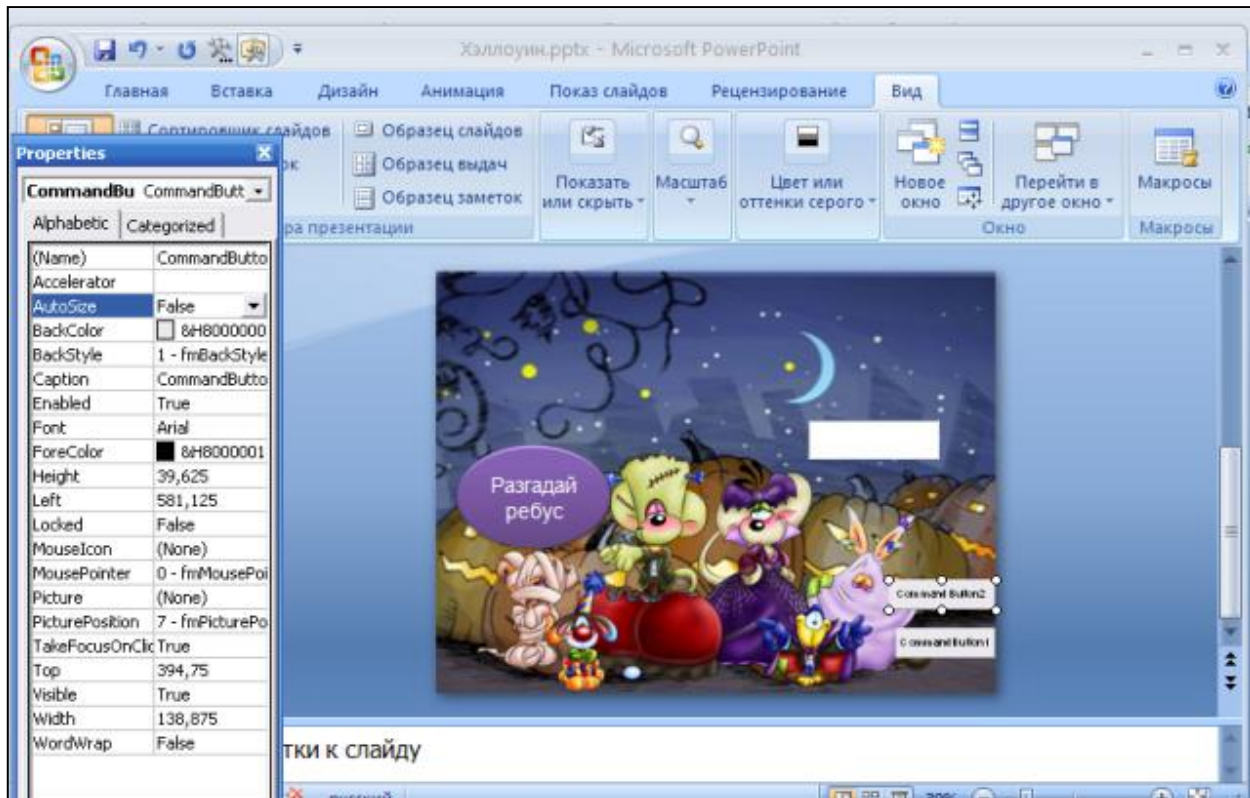 Хэллоуин.pptx - Microsoft PowerPoint
Главная Вставка Дизайн Анимация Показ слайдов Рецензирование Вид
Сортировщик слайдов
Образец слайдов
Образец выдач
Образец заметок
Показать или скрыть
Масштаб
Цвет или оттенки серого
Новое окно
Перейти в другое окно
Макросы
Окно
Макросы
Properties
CommandBu CommandButt
Alphabetic Categorized
(Name) CommandButto
Accelerator
AutoSize False
BackColor &H8000000
BackStyle 1 - fmBackStyle
Caption CommandButto
Enabled True
Font Arial
ForeColor &H8000001
Height 39,625
Left 581,125
Locked False
MouseIcon (None)
MousePointer 0 - fmMousePoi
Picture (None)
PicturePosition 7 - fmPicturePo
TakeFocusOnClic True
Top 394,75
Visible True
Width 138,875
WordWrap False
Разгадай
ребус
CommandButton2
CommandButton1
тки к слайду